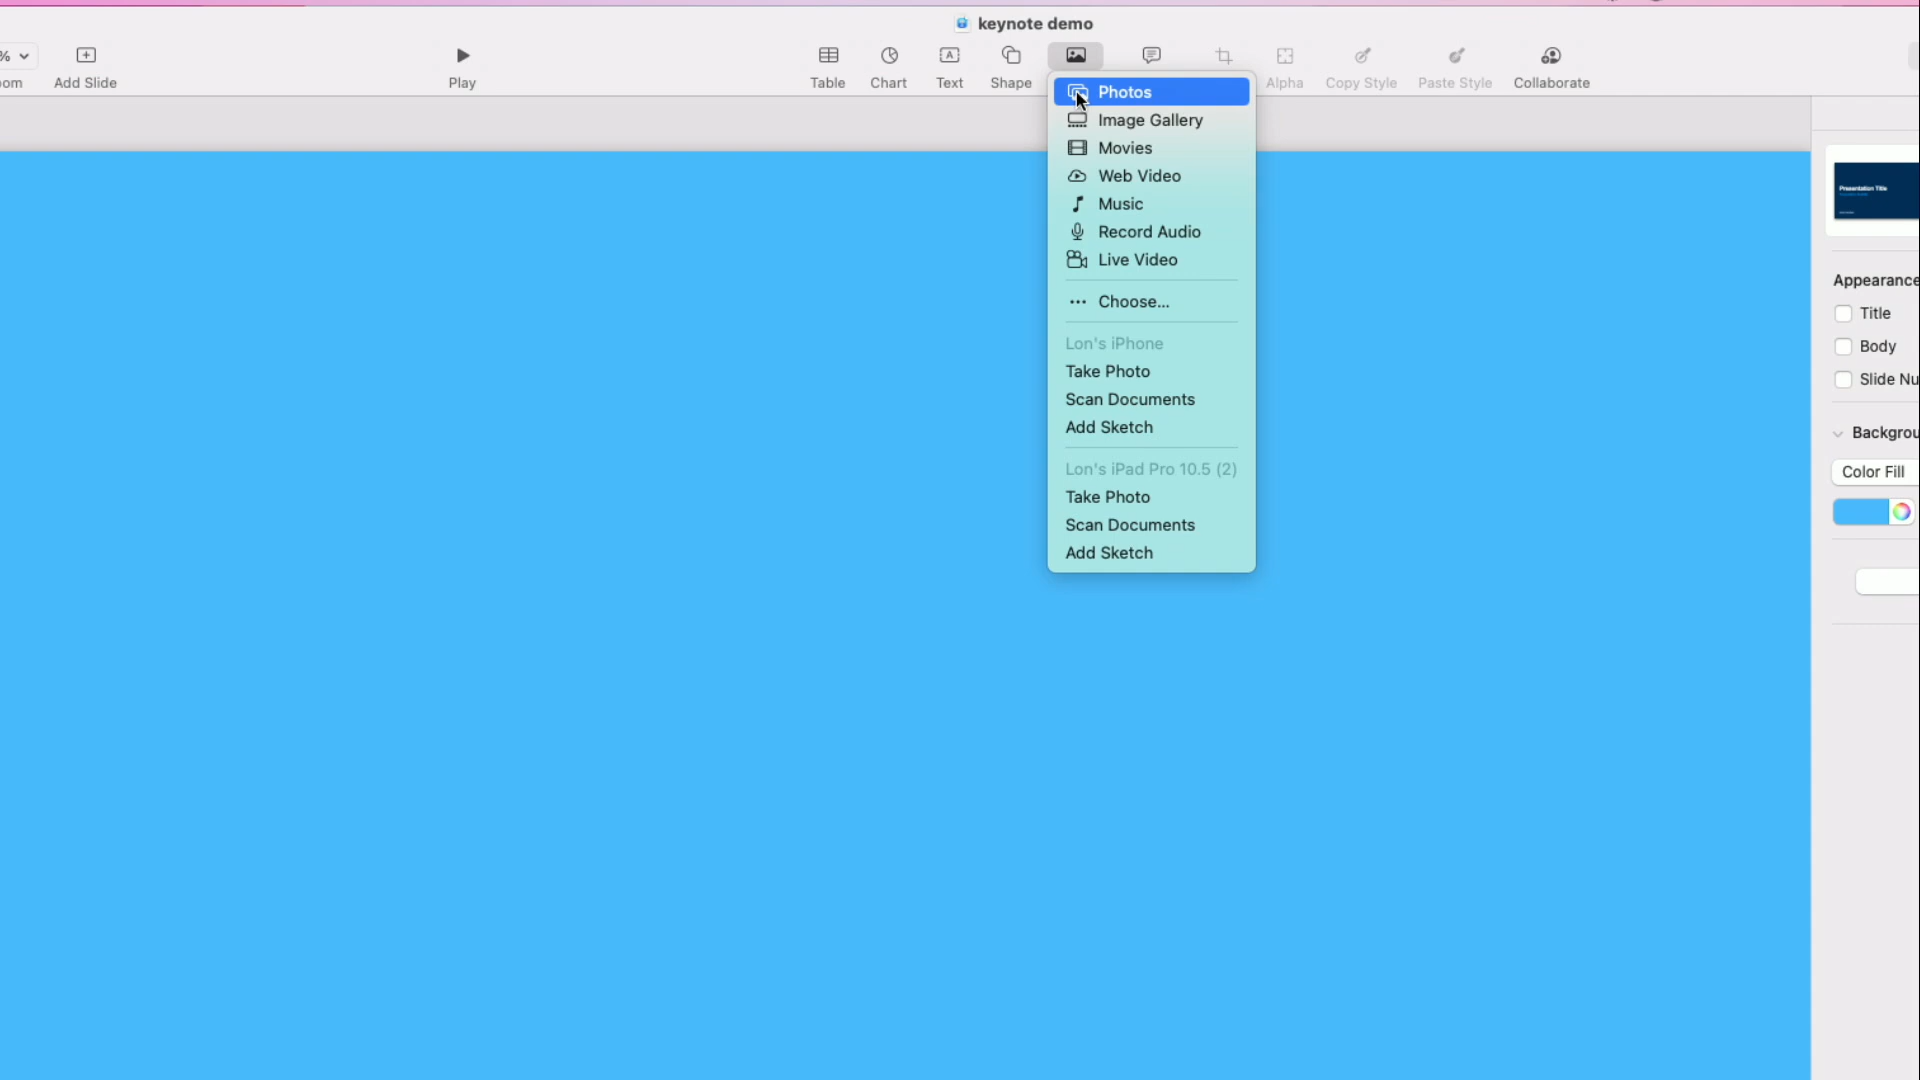 keynote demo
%
om
Add Slide
Play
Table
Chart
Text
Shape
Alpha
Copy Style
Paste Style
Collaborate
Photos
Image Gallery
Movies
Web Video
Music
Record Audio
Live Video
Choose...
Lon's iPhone
Take Photo
Scan Documents
Add Sketch
Lon's iPad Pro 10.5 (2)
Take Photo
Scan Documents
Add Sketch
Presentation Title
Appearance
Title
Body
Slide Nu
Backgrou
Color Fill